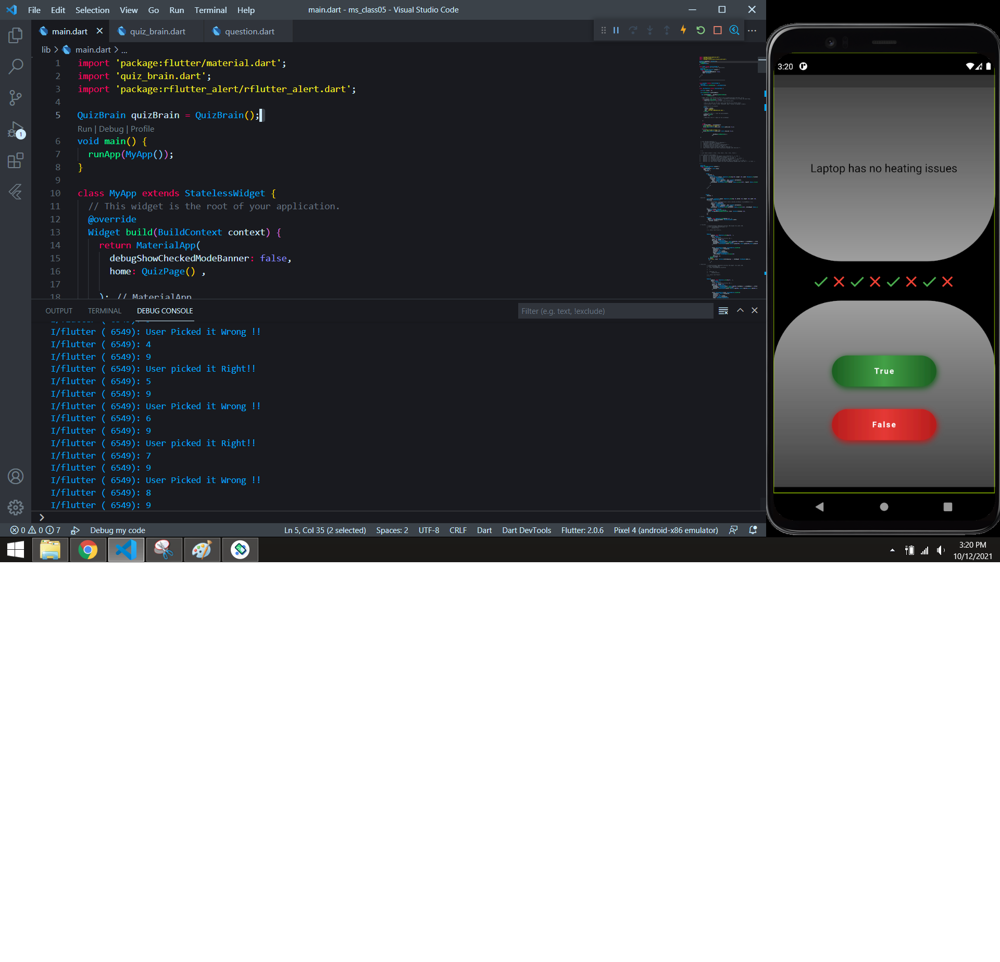 File Edit Selection View Go Run Terminal Help
main.dart - ms_class05 - Visual Studio Code
main.dart
quiz_brain.dart
question.dart
lib > main.dart > ...
1 import 'package:flutter/material.dart';
2 import 'quiz_brain.dart';
3 import 'package:rflutter_alert/rflutter_alert.dart';
4
5 QuizBrain quizBrain = QuizBrain();
Run | Debug | Profile
6 void main() {
7 runApp(MyApp());
8 }
9
10 class MyApp extends StatelessWidget {
11 // This widget is the root of your application.
12 @override
13 Widget build(BuildContext context) {
14 return MaterialApp(
15 debugShowCheckedModeBanner: false,
16 home: QuizPage() ,
17
18 ); // MaterialApp
1
OUTPUT TERMINAL DEBUG CONSOLE
Filter (e.g. text, !exclude)
I/flutter ( 6549): User Picked it Wrong !!
I/flutter ( 6549): 4
I/flutter ( 6549): 9
I/flutter ( 6549): User picked it Right!!
I/flutter ( 6549): 5
I/flutter ( 6549): 9
I/flutter ( 6549): User Picked it Wrong !!
I/flutter ( 6549): 6
I/flutter ( 6549): 9
I/flutter ( 6549): User picked it Right!!
I/flutter ( 6549): 7
I/flutter ( 6549): 9
I/flutter ( 6549): User Picked it Wrong !!
I/flutter ( 6549): 8
I/flutter ( 6549): 9
>
0 0 7 Debug my code Ln 5, Col 35 (2 selected) Spaces: 2 UTF-8 CRLF Dart Dart DevTools Flutter: 2.0.6 Pixel 4 (android-x86 emulator)
3:20
Laptop has no heating issues
True
False
3:20 PM
10/12/2021